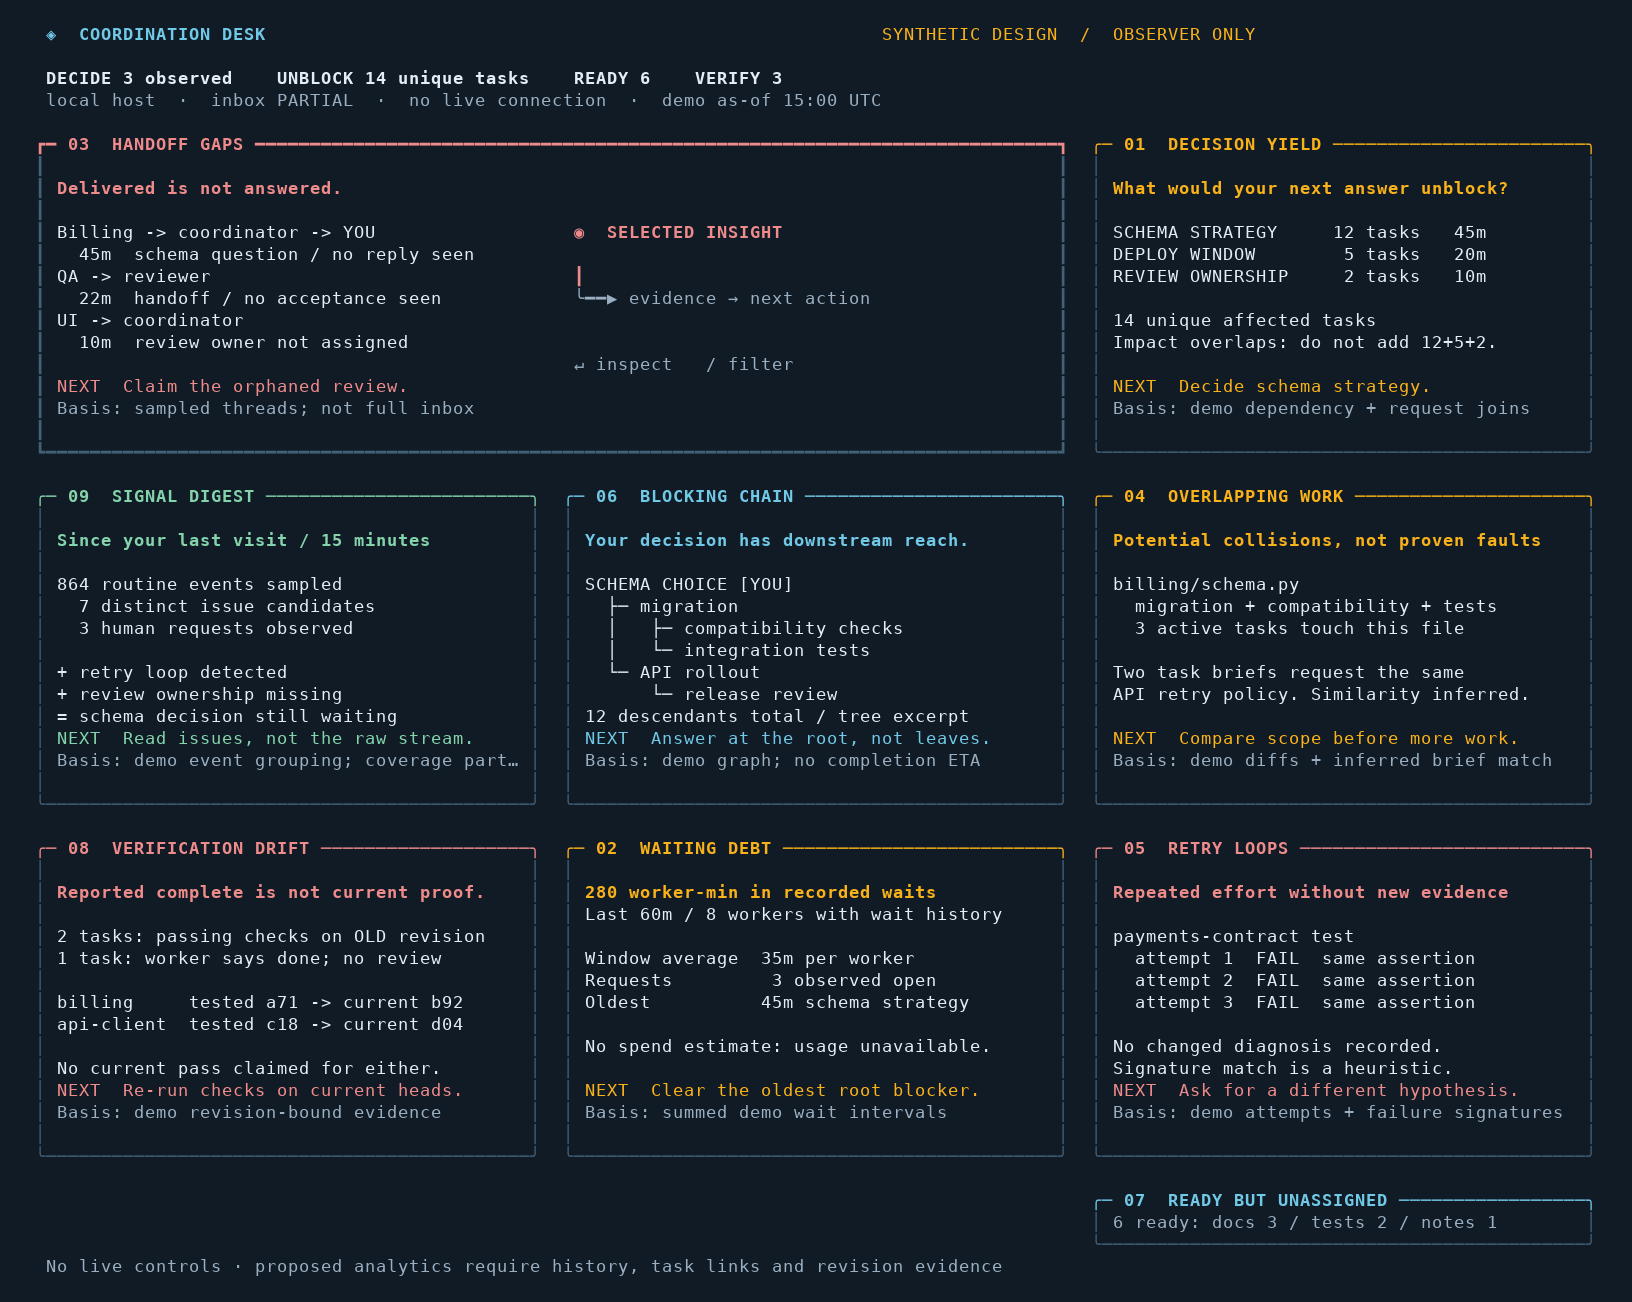 ◈  COORDINATION DESK
SYNTHETIC DESIGN  /  OBSERVER ONLY
DECIDE 3 observed    UNBLOCK 14 unique tasks    READY 6    VERIFY 3
local host  ·  inbox PARTIAL  ·  no live connection  ·  demo as-of 15:00 UTC
03  HANDOFF GAPS
Delivered is not answered.
Billing -> coordinator -> YOU
45m  schema question / no reply seen
QA -> reviewer
22m  handoff / no acceptance seen
UI -> coordinator
10m  review owner not assigned
NEXT  Claim the orphaned review.
Basis: sampled threads; not full inbox
◉  SELECTED INSIGHT
╰━━▶ evidence → next action
↵ inspect   / filter
01  DECISION YIELD
What would your next answer unblock?
SCHEMA STRATEGY     12 tasks   45m
DEPLOY WINDOW        5 tasks   20m
REVIEW OWNERSHIP     2 tasks   10m
14 unique affected tasks
Impact overlaps: do not add 12+5+2.
NEXT  Decide schema strategy.
Basis: demo dependency + request joins
09  SIGNAL DIGEST
Since your last visit / 15 minutes
864 routine events sampled
7 distinct issue candidates
3 human requests observed
+ retry loop detected
+ review ownership missing
= schema decision still waiting
NEXT  Read issues, not the raw stream.
Basis: demo event grouping; coverage part…
06  BLOCKING CHAIN
Your decision has downstream reach.
SCHEMA CHOICE [YOU]
├─ migration
│   ├─ compatibility checks
│   └─ integration tests
└─ API rollout
└─ release review
12 descendants total / tree excerpt
NEXT  Answer at the root, not leaves.
Basis: demo graph; no completion ETA
04  OVERLAPPING WORK
Potential collisions, not proven faults
billing/schema.py
migration + compatibility + tests
3 active tasks touch this file
Two task briefs request the same
API retry policy. Similarity inferred.
NEXT  Compare scope before more work.
Basis: demo diffs + inferred brief match
08  VERIFICATION DRIFT
Reported complete is not current proof.
2 tasks: passing checks on OLD revision
1 task: worker says done; no review
billing     tested a71 -> current b92
api-client  tested c18 -> current d04
No current pass claimed for either.
NEXT  Re-run checks on current heads.
Basis: demo revision-bound evidence
02  WAITING DEBT
280 worker-min in recorded waits
Last 60m / 8 workers with wait history
Window average  35m per worker
Requests         3 observed open
Oldest          45m schema strategy
No spend estimate: usage unavailable.
NEXT  Clear the oldest root blocker.
Basis: summed demo wait intervals
05  RETRY LOOPS
Repeated effort without new evidence
payments-contract test
attempt 1  FAIL  same assertion
attempt 2  FAIL  same assertion
attempt 3  FAIL  same assertion
No changed diagnosis recorded.
Signature match is a heuristic.
NEXT  Ask for a different hypothesis.
Basis: demo attempts + failure signatures
07  READY BUT UNASSIGNED
6 ready: docs 3 / tests 2 / notes 1
No live controls · proposed analytics require history, task links and revision evidence